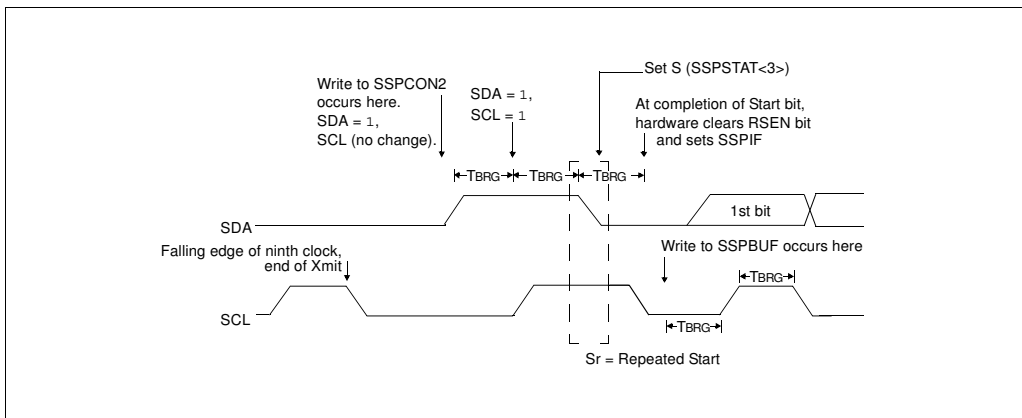 Set S (SSPSTAT<3>)
Write to SSPCON2
occurs here.
SDA = 1,
SCL (no change).
SDA = 1,
SCL = 1
At completion of Start bit,
hardware clears RSEN bit
and sets SSPIF
TBRG
TBRG
TBRG
SDA
1st bit
Falling edge of ninth clock,
end of Xmit
Write to SSPBUF occurs here
TBRG
SCL
TBRG
Sr = Repeated Start